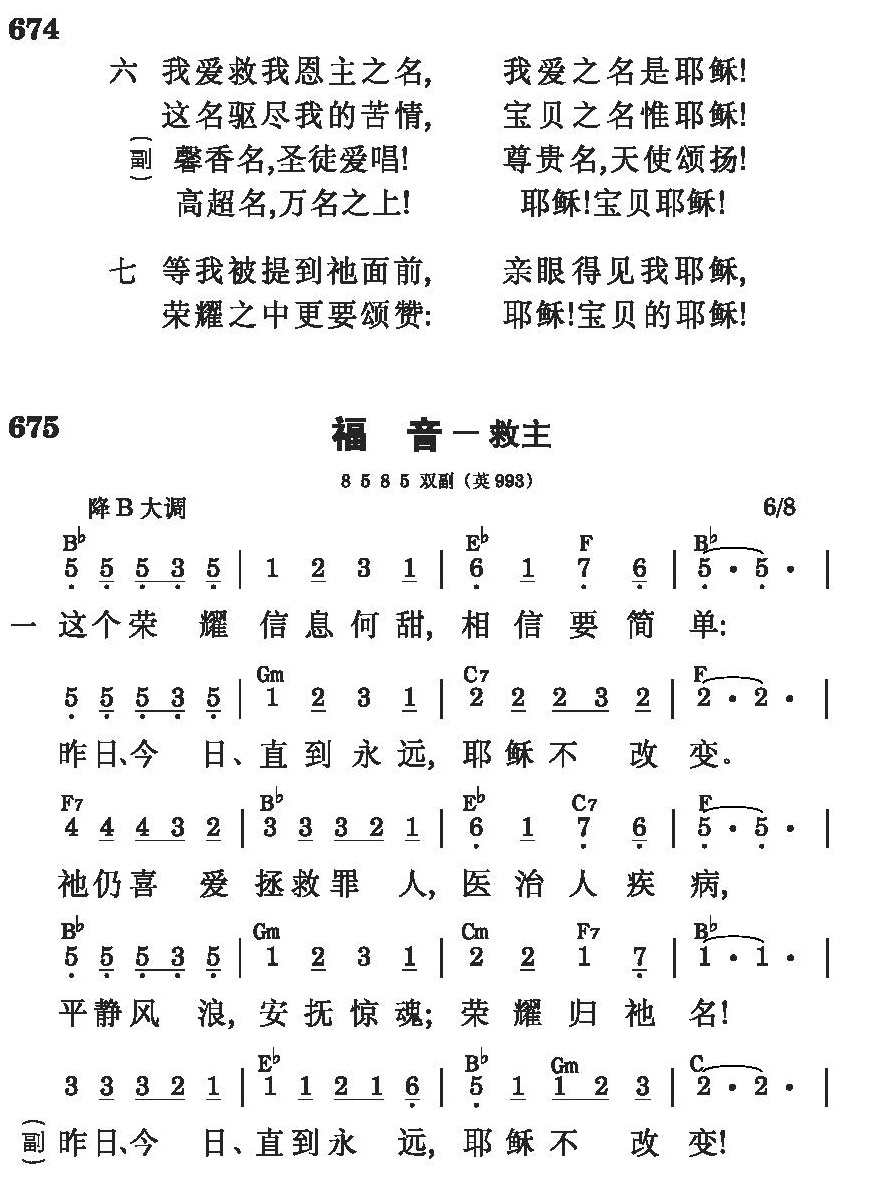 674
六 我爱救我恩主之名, 我爱之名是耶稣!
这名驱尽我的苦情, 宝贝之名惟耶稣!
(副) 馨香名,圣徒爱唱! 尊贵名,天使颂扬!
高超名,万名之上! 耶稣!宝贝耶稣!
七 等我被提到祂面前, 亲眼得见我耶稣,
荣耀之中更要颂赞: 耶稣!宝贝的耶稣!
675 福 音－救主
8 5 8 5 双副（英993）
降B大调 6/8
B♭ E♭ F B♭
5 5 5 3 5 | 1 2 3 1 | 6 1 7 6 | 5 · 5 · |
一 这个荣 耀 信息何甜, 相信要简 单:
Gm C7 F
5 5 5 3 5 | 1 2 3 1 | 2 2 2 3 2 | 2 · 2 · |
昨日、今 日、直到永远, 耶稣不 改 变。
F7 B♭ E♭ C7 F
4 4 4 3 2 | 3 3 3 2 1 | 6 1 7 6 | 5 · 5 · |
祂仍喜 爱 拯救罪 人, 医治人疾 病,
B♭ Gm Cm F7 B♭
5 5 5 3 5 | 1 2 3 1 | 2 2 1 7 | 1 · 1 · |
平静风 浪, 安抚惊魂; 荣耀归祂 名!
E♭ B♭ Gm C
3 3 3 2 1 | 1 1 2 1 6 | 5 1 1 2 3 | 2 · 2 · |
(副) 昨日、今 日、直到永 远, 耶稣不 改 变!